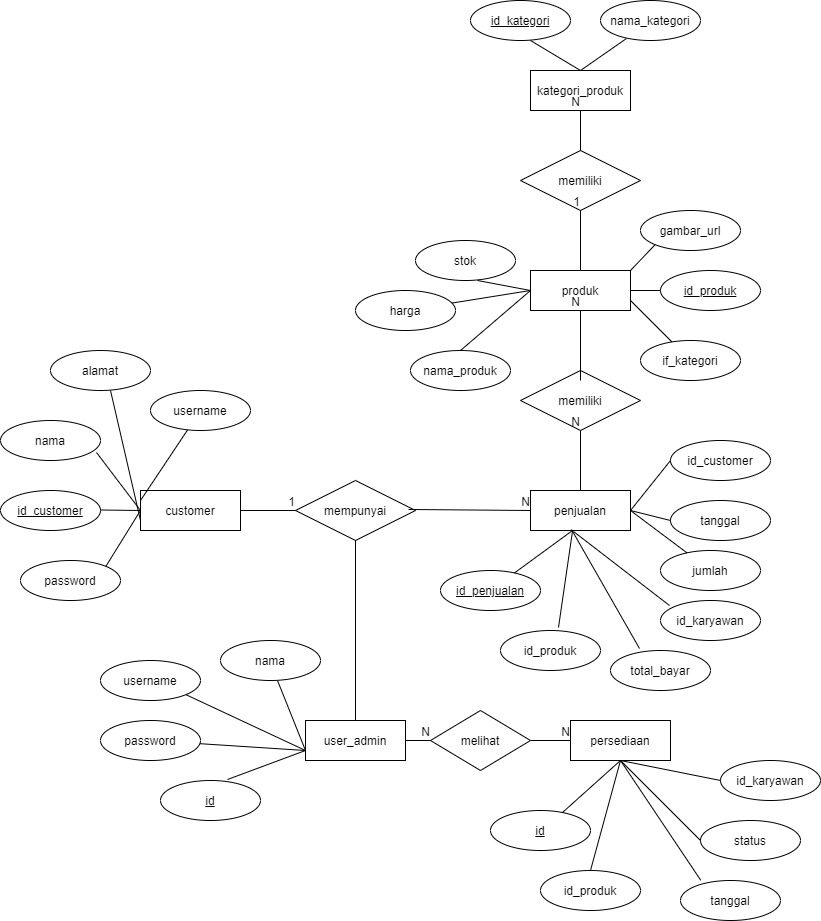 id_kategori
nama_kategori
kategori_produk
N
memiliki
1
gambar_url
stok
produk
id_produk
N
harga
if_kategori
nama_produk
memiliki
N
alamat
username
nama
id_customer
password
customer
1
mempunyai
N
penjualan
id_customer
tanggal
jumlah
id_karyawan
total_bayar
id_penjualan
id_produk
nama
username
password
id
user_admin
N
melihat
N
persediaan
id_karyawan
status
tanggal
id
id_produk